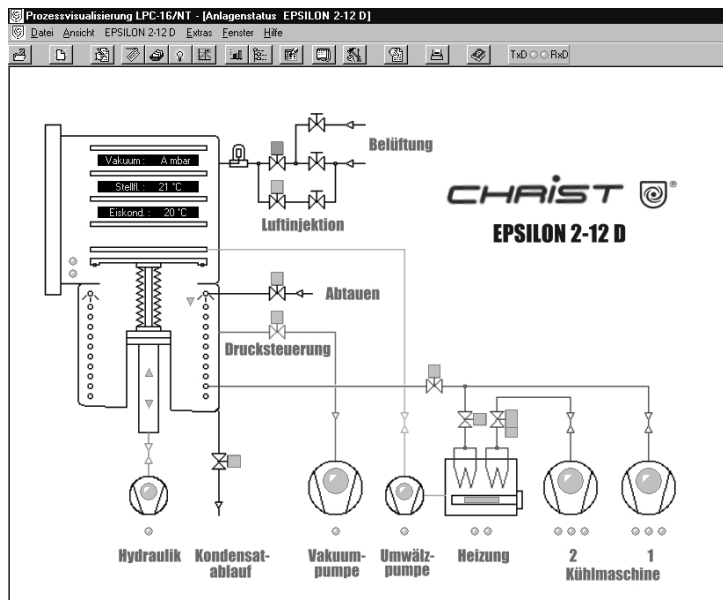 Prozessvisualisierung LPC-16/NT - [Anlagenstatus EPSILON 2-12 D]
Datei Ansicht EPSILON 2-12 D Extras Fenster Hilfe
TxD RxD
Belüftung
Vakuum : A mbar
Stellfl. : 21 °C
Eiskond. : 20 °C
Luftinjektion
CHRIST ®
EPSILON 2-12 D
Abtauen
Drucksteuerung
Hydraulik
Kondensat-
ablauf
Vakuum-
pumpe
Umwälz-
pumpe
Heizung
2 1
Kühlmaschine